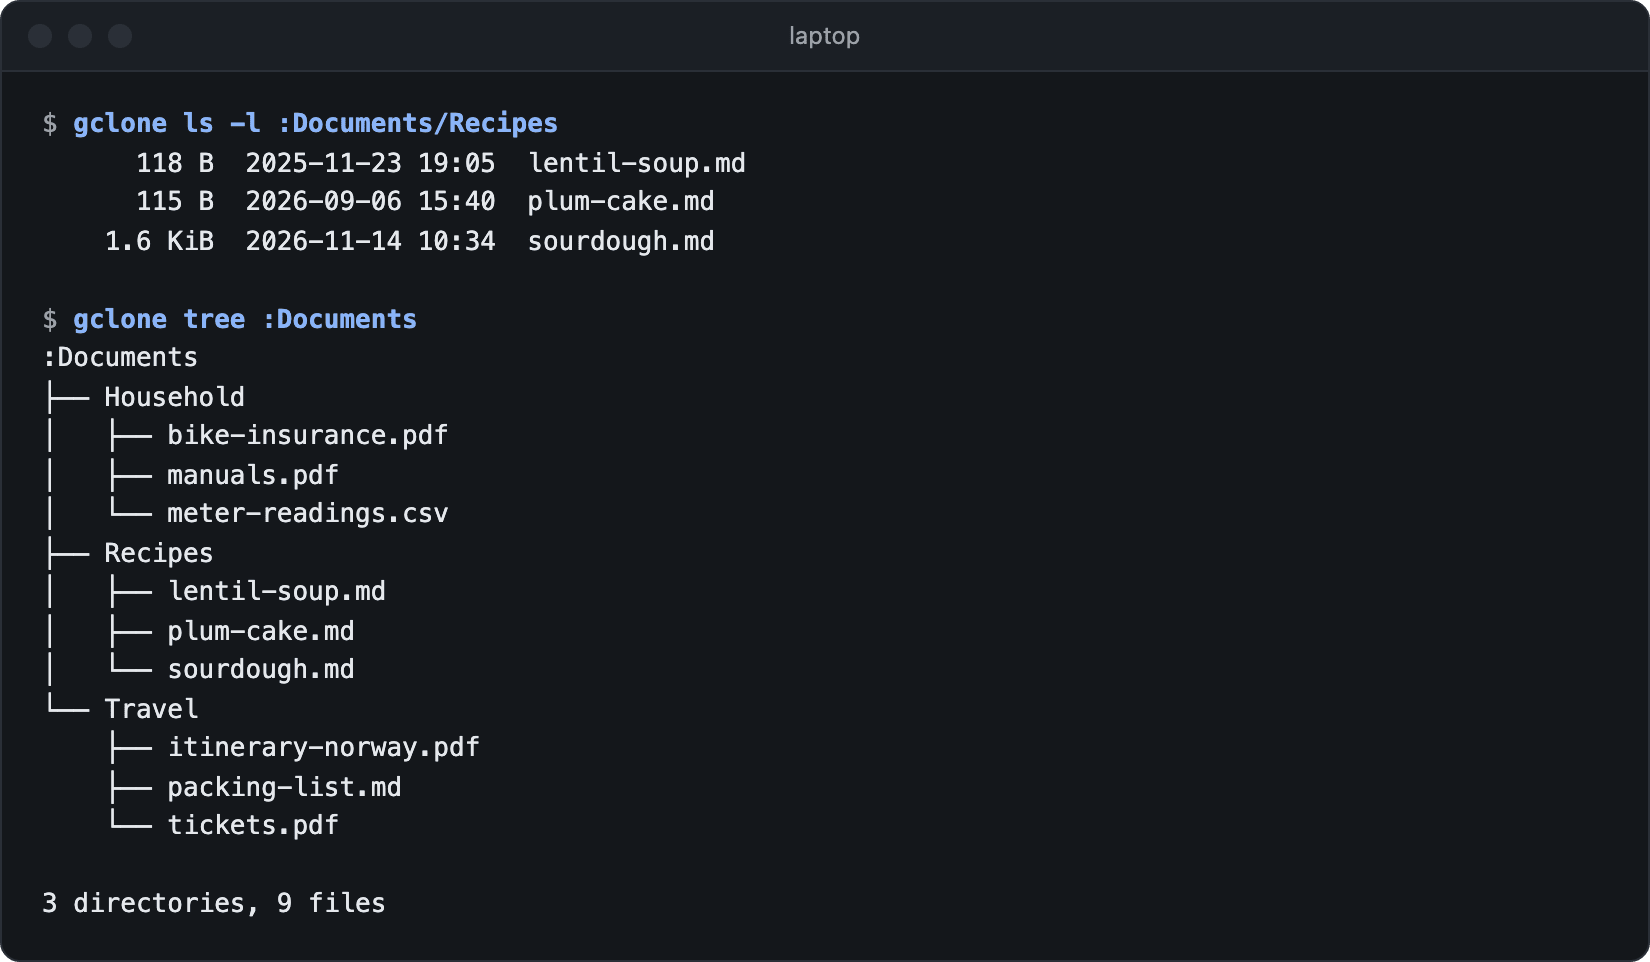 laptop
$ gclone ls -l :Documents/Recipes
      118 B  2025-11-23 19:05  lentil-soup.md
      115 B  2026-09-06 15:40  plum-cake.md
    1.6 KiB  2026-11-14 10:34  sourdough.md
$ gclone tree :Documents
:Documents
├── Household
│   ├── bike-insurance.pdf
│   ├── manuals.pdf
│   └── meter-readings.csv
├── Recipes
│   ├── lentil-soup.md
│   ├── plum-cake.md
│   └── sourdough.md
└── Travel
    ├── itinerary-norway.pdf
    ├── packing-list.md
    └── tickets.pdf
3 directories, 9 files